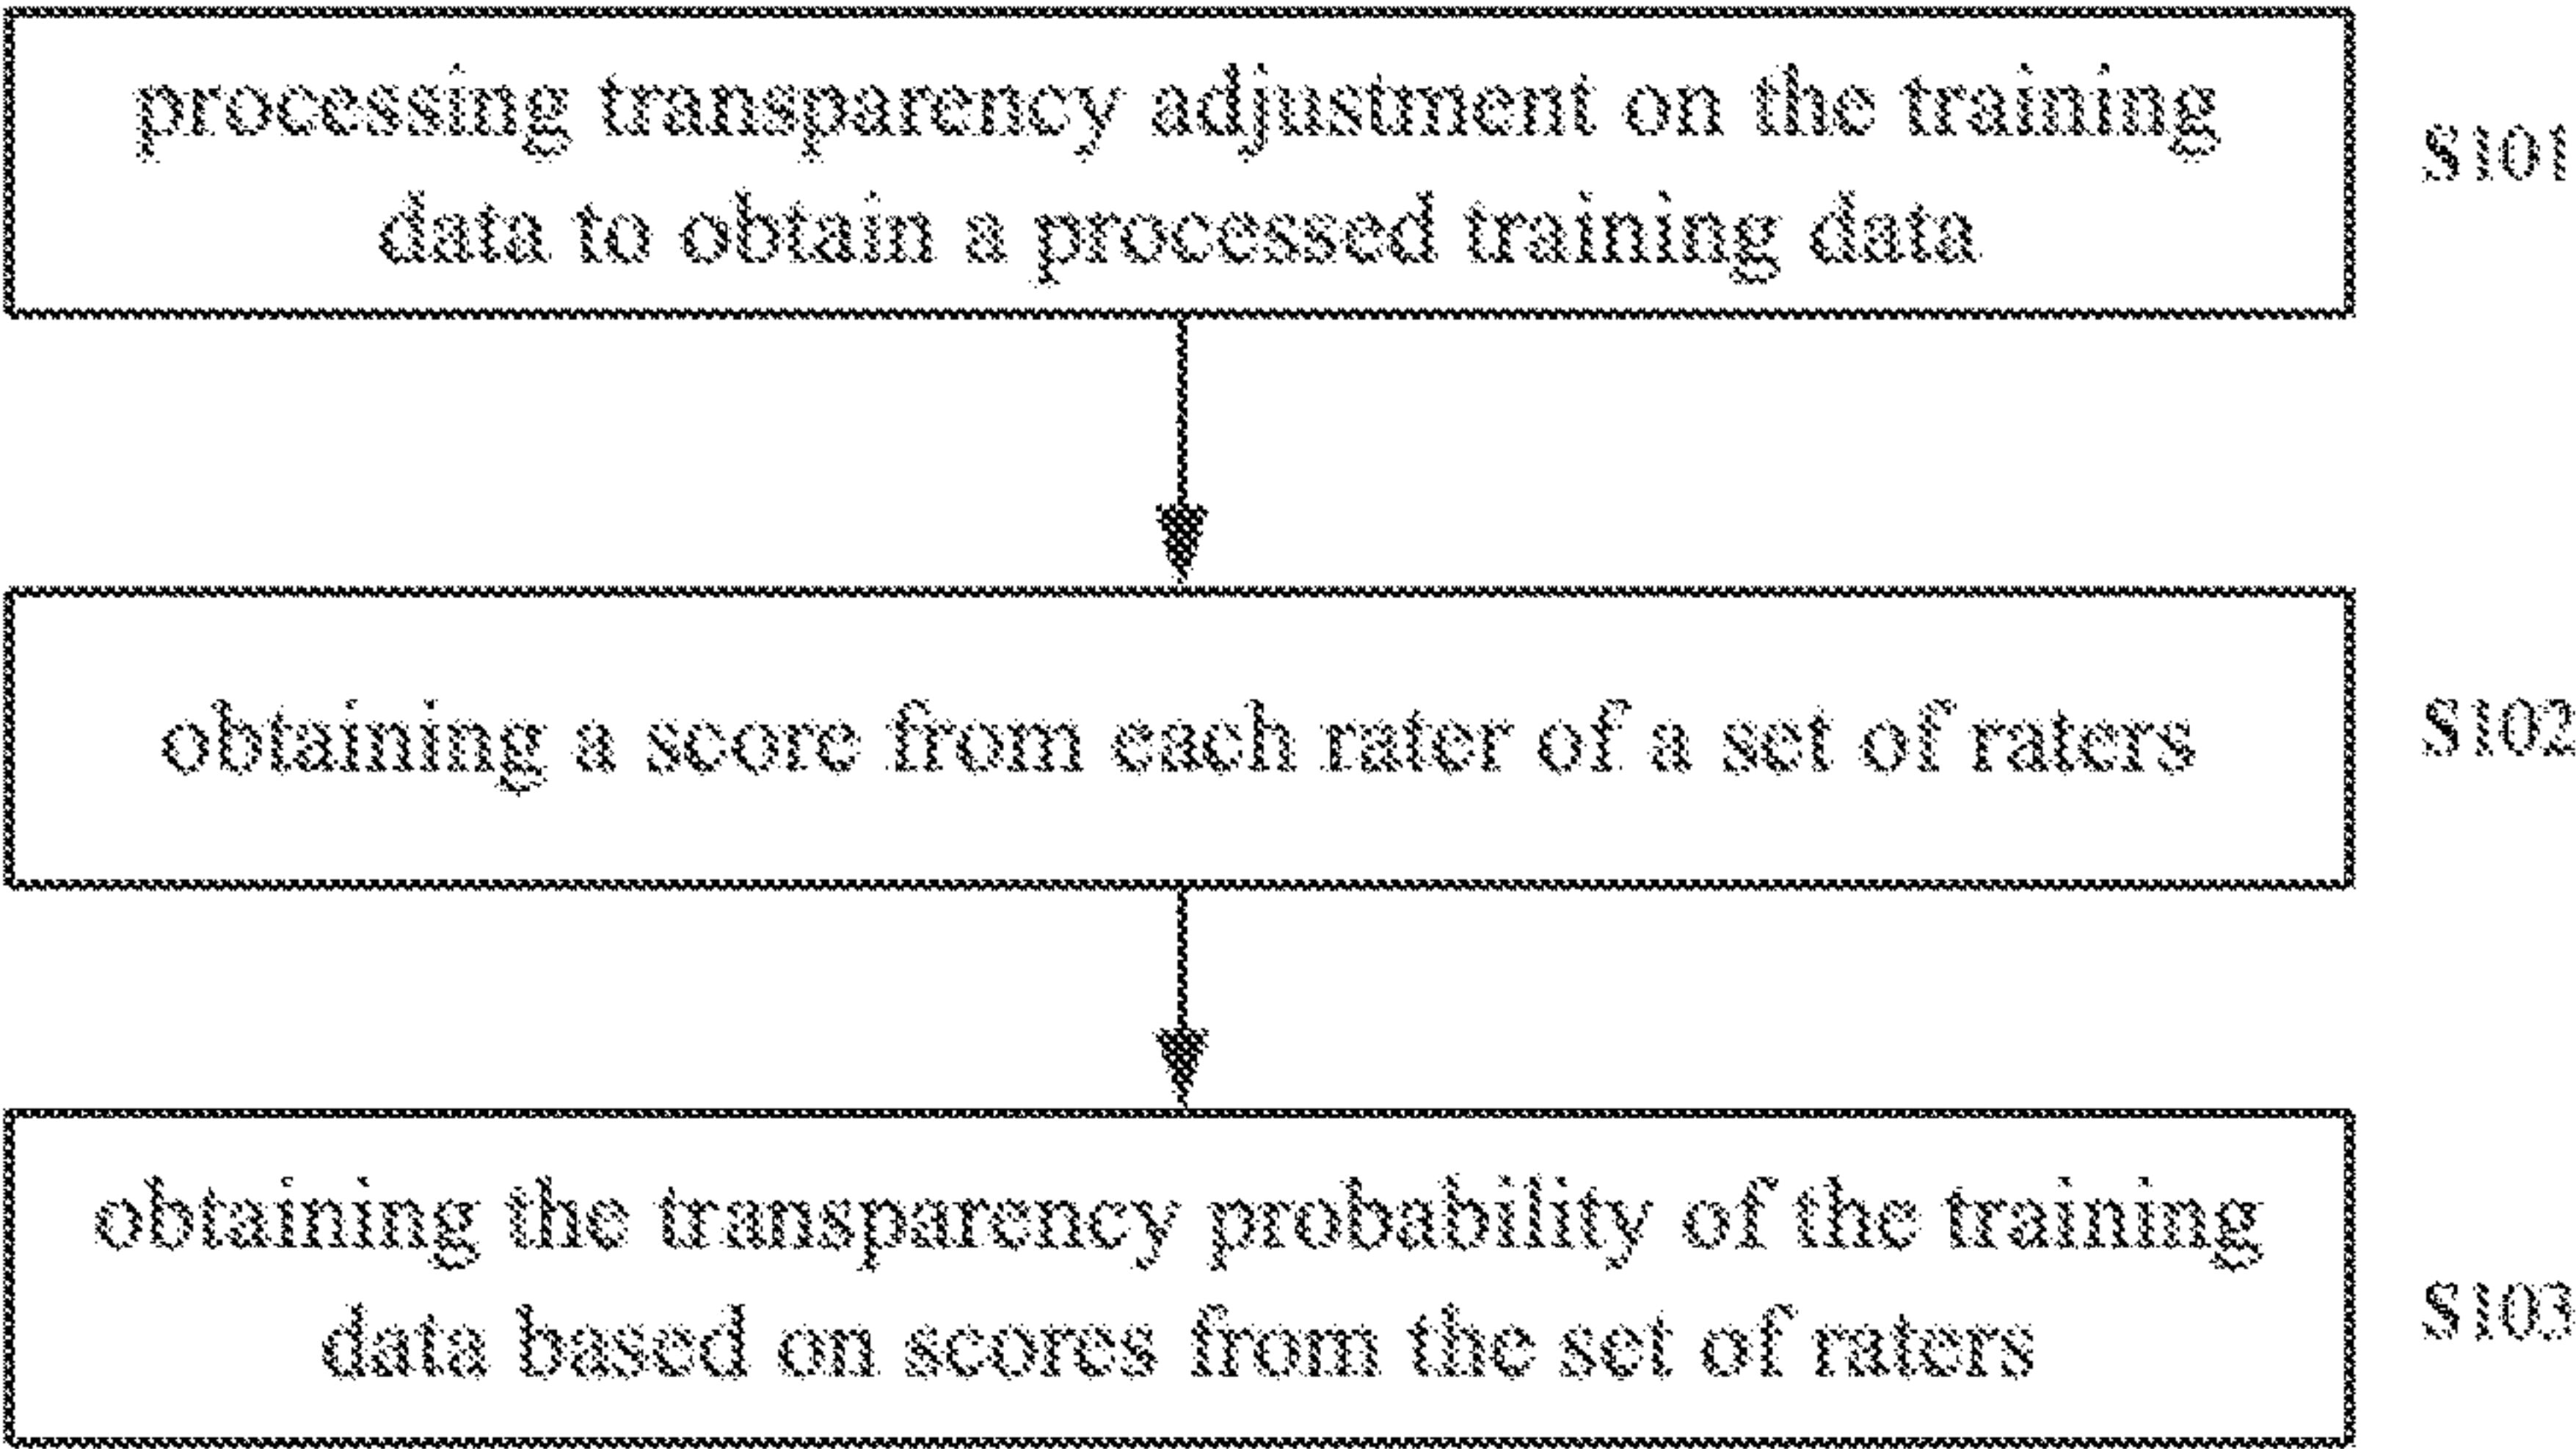 processing transparency adjustment on the training
data to obtain a processed training data
S101
obtaining a score from each rater of a set of raters
S102
obtaining the transparency probability of the training
data based on scores from the set of raters
S103